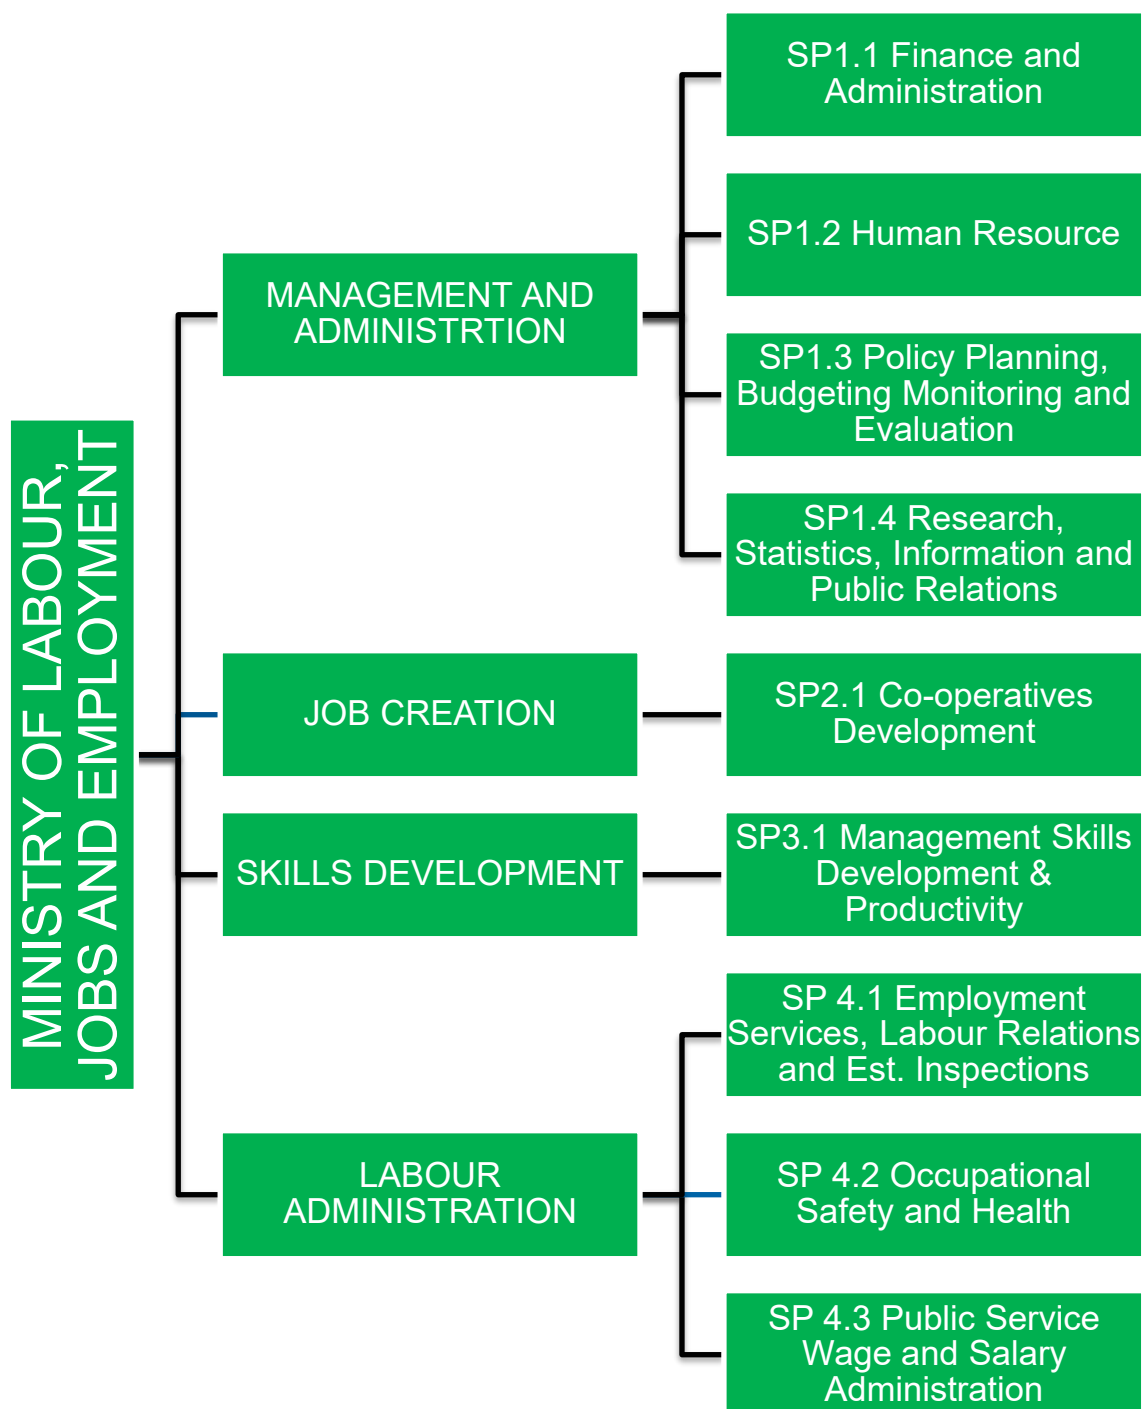 MINISTRY OF LABOUR,
JOBS AND EMPLOYMENT
MANAGEMENT AND
ADMINISTRTION
SP1.1 Finance and
Administration
SP1.2 Human Resource
SP1.3 Policy Planning,
Budgeting Monitoring and
Evaluation
SP1.4 Research,
Statistics, Information and
Public Relations
JOB CREATION
SP2.1 Co-operatives
Development
SKILLS DEVELOPMENT
SP3.1 Management Skills
Development &
Productivity
LABOUR
ADMINISTRATION
SP 4.1 Employment
Services, Labour Relations
and Est. Inspections
SP 4.2 Occupational
Safety and Health
SP 4.3 Public Service
Wage and Salary
Administration